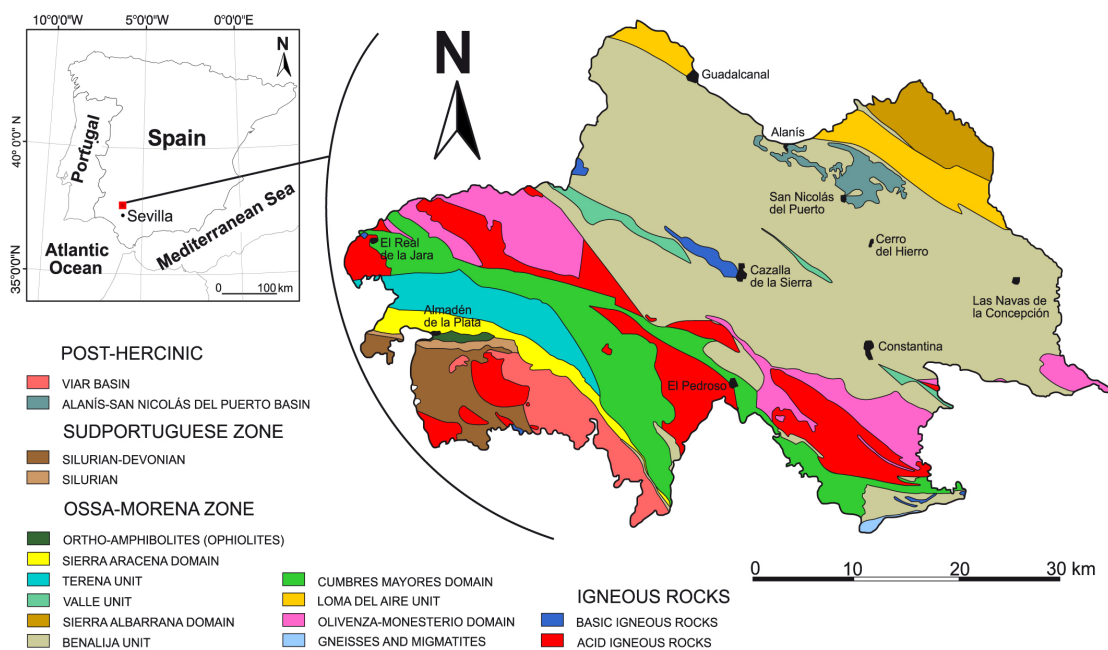 10°0'0"W
5°0'0"W
0°0'0E
N
40° 0'0" N
35°0'0"N
Portugal
Spain
Sevilla
Mediterranean Sea
Atlantic
Ocean
0 100 km
N
Guadalcanal
Alanís
San Nicolás
del Puerto
Cerro
del Hierro
El Real
de la Jara
Cazalla
de la Sierra
Las Navas de
la Concepción
Almadén
de la Plata
Constantina
El Pedroso
0 10 20 30 km
POST-HERCINIC
VIAR BASIN
ALANÍS-SAN NICOLÁS DEL PUERTO BASIN
SUDPORTUGUESE ZONE
SILURIAN-DEVONIAN
SILURIAN
OSSA-MORENA ZONE
ORTHO-AMPHIBOLITES (OPHIOLITES)
SIERRA ARACENA DOMAIN
TERENA UNIT
VALLE UNIT
SIERRA ALBARRANA DOMAIN
BENALIJA UNIT
CUMBRES MAYORES DOMAIN
LOMA DEL AIRE UNIT
OLIVENZA-MONESTERIO DOMAIN
GNEISSES AND MIGMATITES
IGNEOUS ROCKS
BASIC IGNEOUS ROCKS
ACID IGNEOUS ROCKS